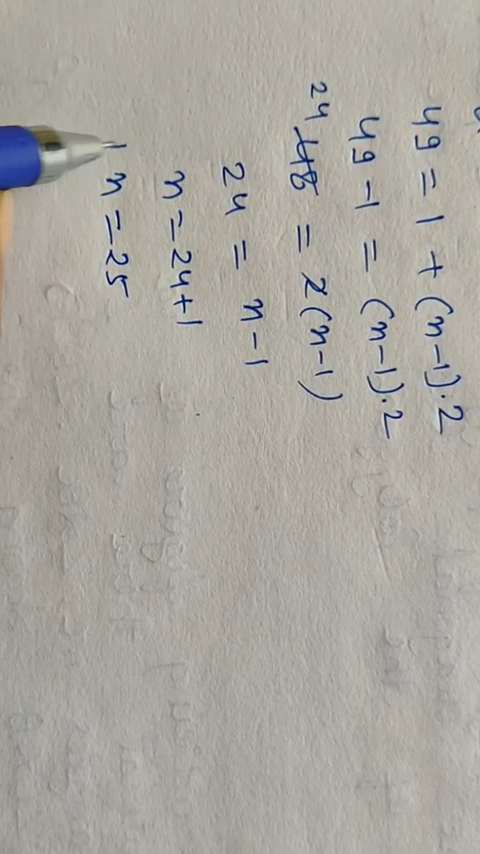 49 = 1 + (n-1).2
49 - 1 = (n-1).2
24 48 = 2(n-1)
24 = n - 1
n = 24+1
n = 25